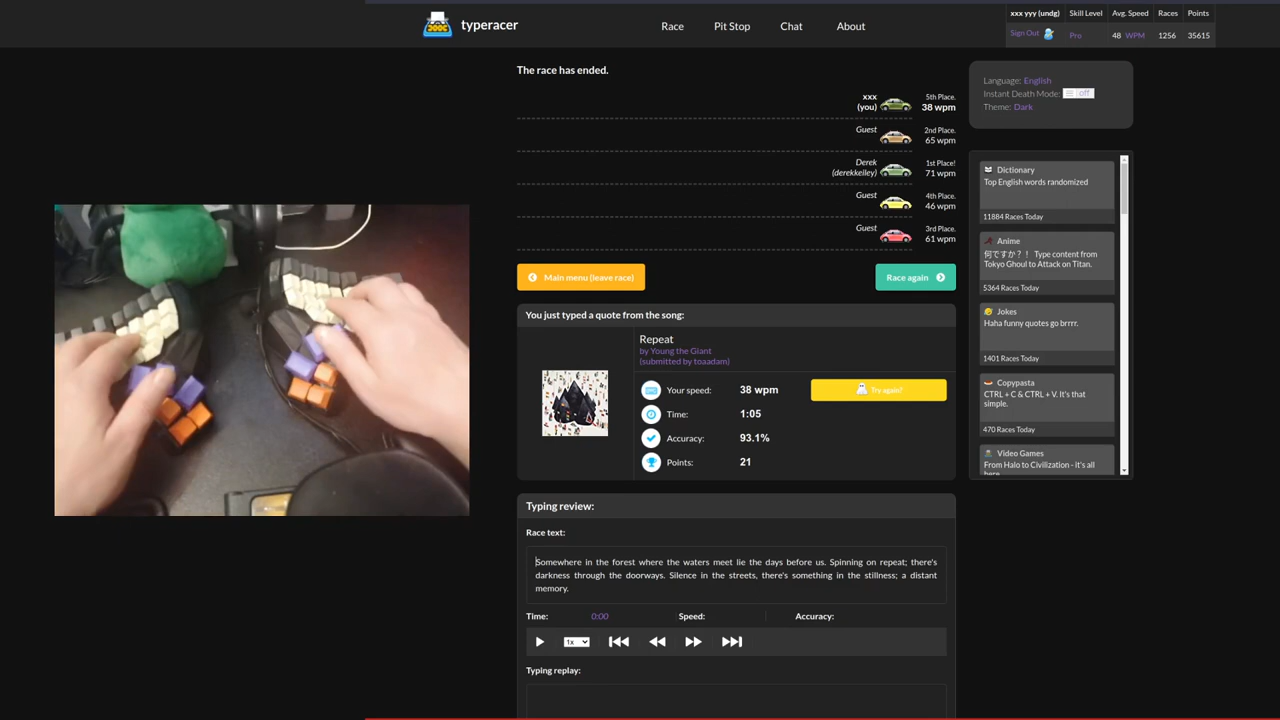 typeracer
Race
Pit Stop
Chat
About
xxx yyy (undg) Skill Level Avg. Speed Races Points
Sign Out Pro 48 WPM 1256 35615
The race has ended.
xxx
(you)
5th Place.
38 wpm
Guest
2nd Place.
65 wpm
Derek
(derekkelley)
1st Place!
71 wpm
Guest
4th Place.
46 wpm
Guest
3rd Place.
61 wpm
Main menu (leave race)
Race again
You just typed a quote from the song:
Repeat
by Young the Giant
(submitted by toaadam)
Your speed: 38 wpm
Try again?
Time: 1:05
Accuracy: 93.1%
Points: 21
Typing review:
Race text:
Somewhere in the forest where the waters meet lie the days before us. Spinning on repeat; there's
darkness through the doorways. Silence in the streets, there's something in the stillness; a distant
memory.
Time: 0:00 Speed: Accuracy:
1x
Typing replay:
Language: English
Instant Death Mode: off
Theme: Dark
Dictionary
Top English words randomized
11884 Races Today
Anime
何ですか？！ Type content from
Tokyo Ghoul to Attack on Titan.
5364 Races Today
Jokes
Haha funny quotes go brrrr.
1401 Races Today
Copypasta
CTRL + C & CTRL + V. It's that
simple.
470 Races Today
Video Games
From Halo to Civilization - it's all
here.